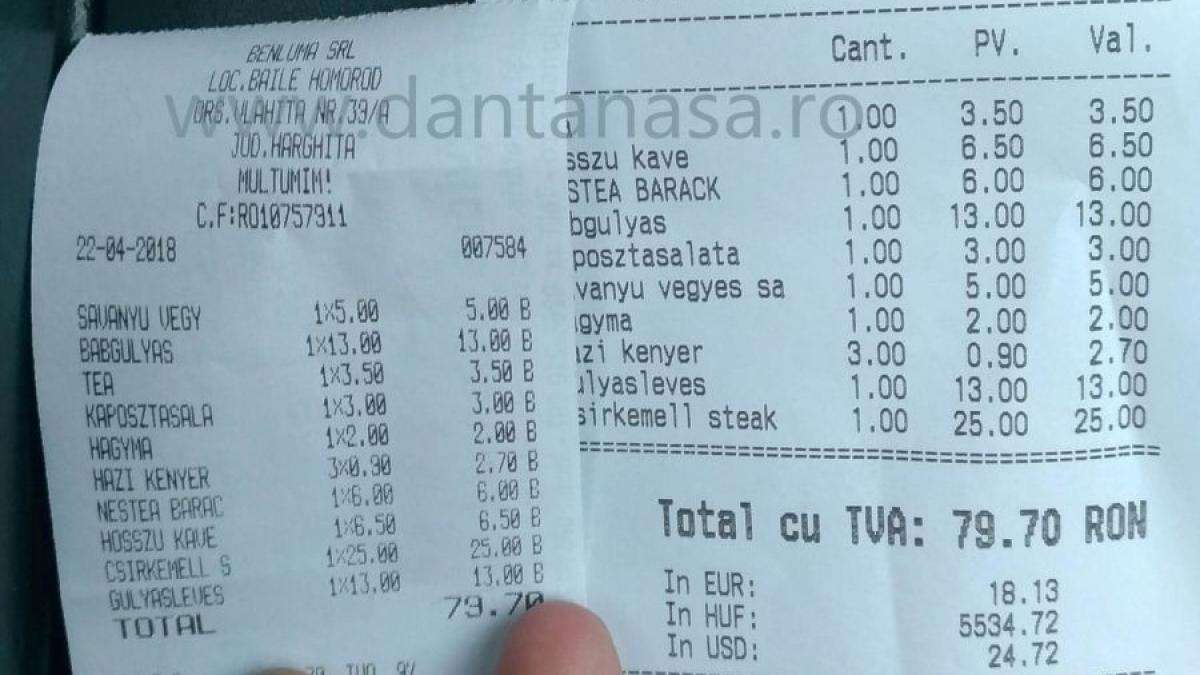 BENLUMA SRL
LOC.BAILE HOMOROD
ORS.VLAHITA NR.39/A
JUD.HARGHITA
MULTUMIM!
C.F:RO10757911
22-04-2018 007584
SAVANYU VEGY 1X5.00 5.00 B
BABGULYAS 1X13.00 13.00 B
TEA 1X3.50 3.50 B
KAPOSZTASALA 1X3.00 3.00 B
HAGYMA 1X2.00 2.00 B
HAZI KENYER 3X0.90 2.70 B
NESTEA BARAC 1X6.00 6.00 B
HOSSZU KAVE 1X6.50 6.50 B
CSIRKEMELL S 1X25.00 25.00 B
GULYASLEVES 1X13.00 13.00 B
TOTAL 79.70
www.dantanasa.ro
Cant. PV. Val.
1.00 3.50 3.50
sszu kave 1.00 6.50 6.50
STEA BARACK 1.00 6.00 6.00
bgulyas 1.00 13.00 13.00
posztasalata 1.00 3.00 3.00
vanyu vegyes sa 1.00 5.00 5.00
gyma 1.00 2.00 2.00
zi kenyer 3.00 0.90 2.70
ulyasleves 1.00 13.00 13.00
sirkemell steak 1.00 25.00 25.00
Total cu TVA: 79.70 RON
In EUR: 18.13
In HUF: 5534.72
In USD: 24.72